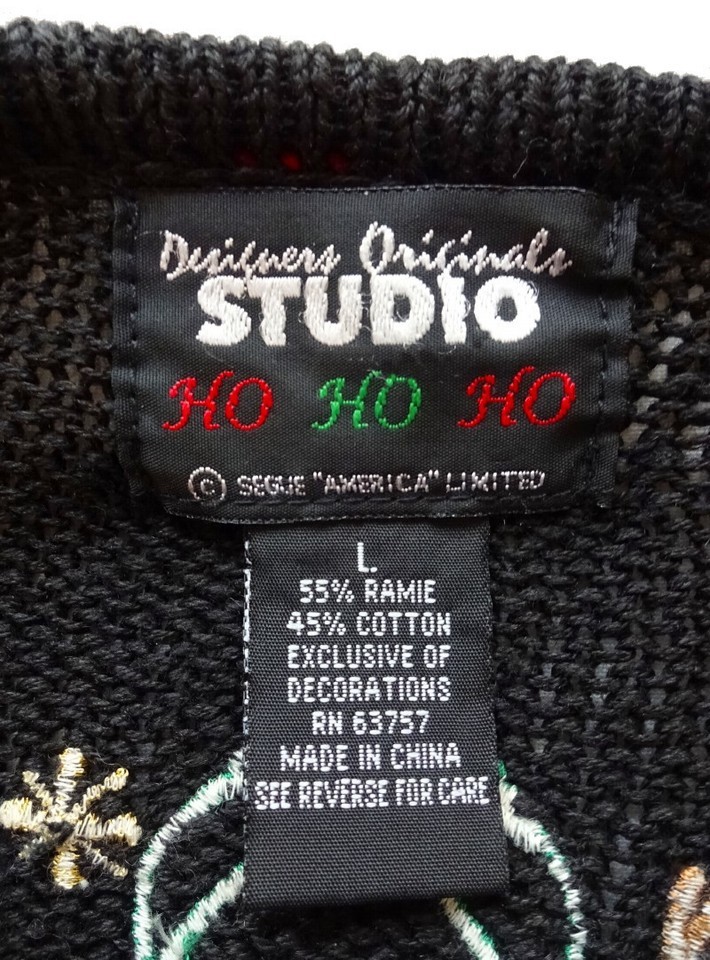 Designers Originals
STUDIO
HO HO HO
© SEGUE "AMERICA" LIMITED
L.
55% RAMIE
45% COTTON
EXCLUSIVE OF
DECORATIONS
RN 63757
MADE IN CHINA
SEE REVERSE FOR CARE